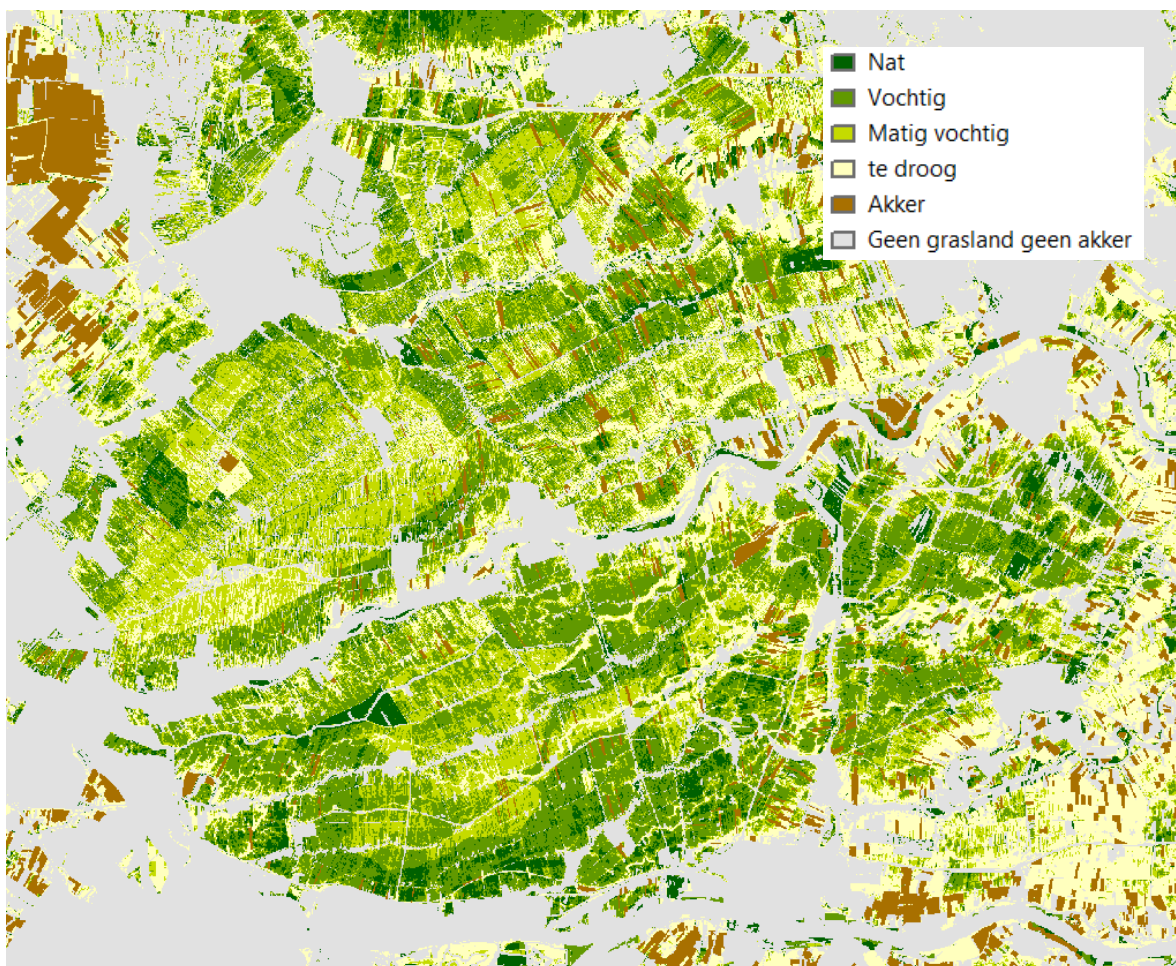 Nat
Vochtig
Matig vochtig
te droog
Akker
Geen grasland geen akker